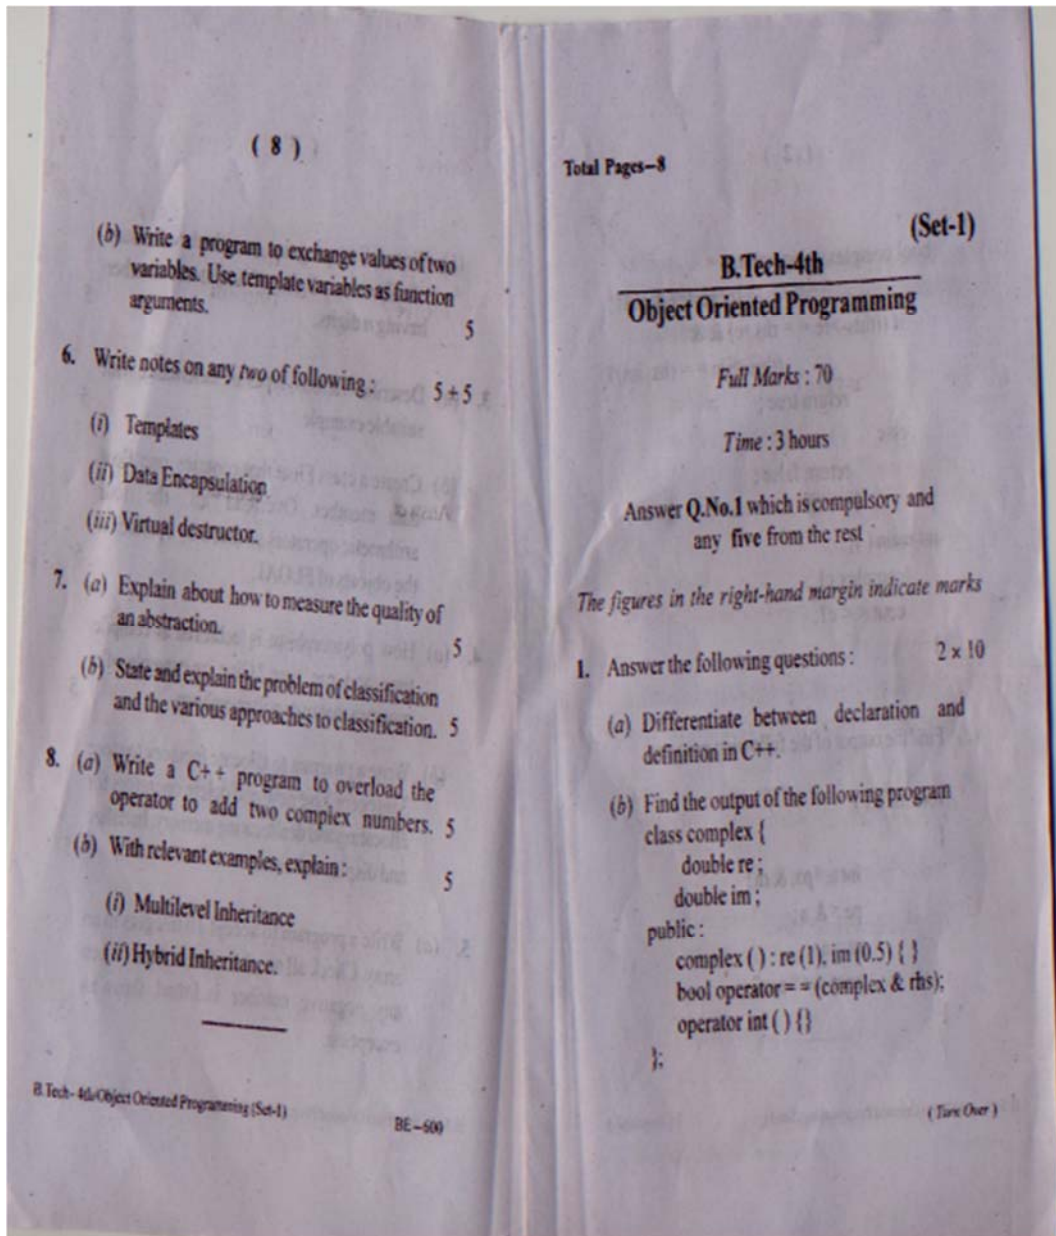 ( 8 )
(b) Write a program to exchange values of two
variables. Use template variables as function
arguments. 5
6. Write notes on any two of following : 5 + 5
(i) Templates
(ii) Data Encapsulation.
(iii) Virtual destructor.
7. (a) Explain about how to measure the quality of
an abstraction. 5
(b) State and explain the problem of classification
and the various approaches to classification. 5
8. (a) Write a C++ program to overload the
operator to add two complex numbers. 5
(b) With relevant examples, explain : 5
(i) Multilevel Inheritance
(ii) Hybrid Inheritance.
B.Tech-4th/Object Oriented Programming (Set-1)
BE-600
Total Pages-8
(Set-1)
B.Tech-4th
Object Oriented Programming
Full Marks : 70
Time : 3 hours
Answer Q.No.1 which is compulsory and
any five from the rest
The figures in the right-hand margin indicate marks
1. Answer the following questions : 2 × 10
(a) Differentiate between declaration and
definition in C++.
(b) Find the output of the following program
class complex {
double re ;
double im ;
public :
complex ( ) : re (1), im (0.5) { }
bool operator = = (complex & rhs);
operator int ( ) {}
};
( Turn Over )